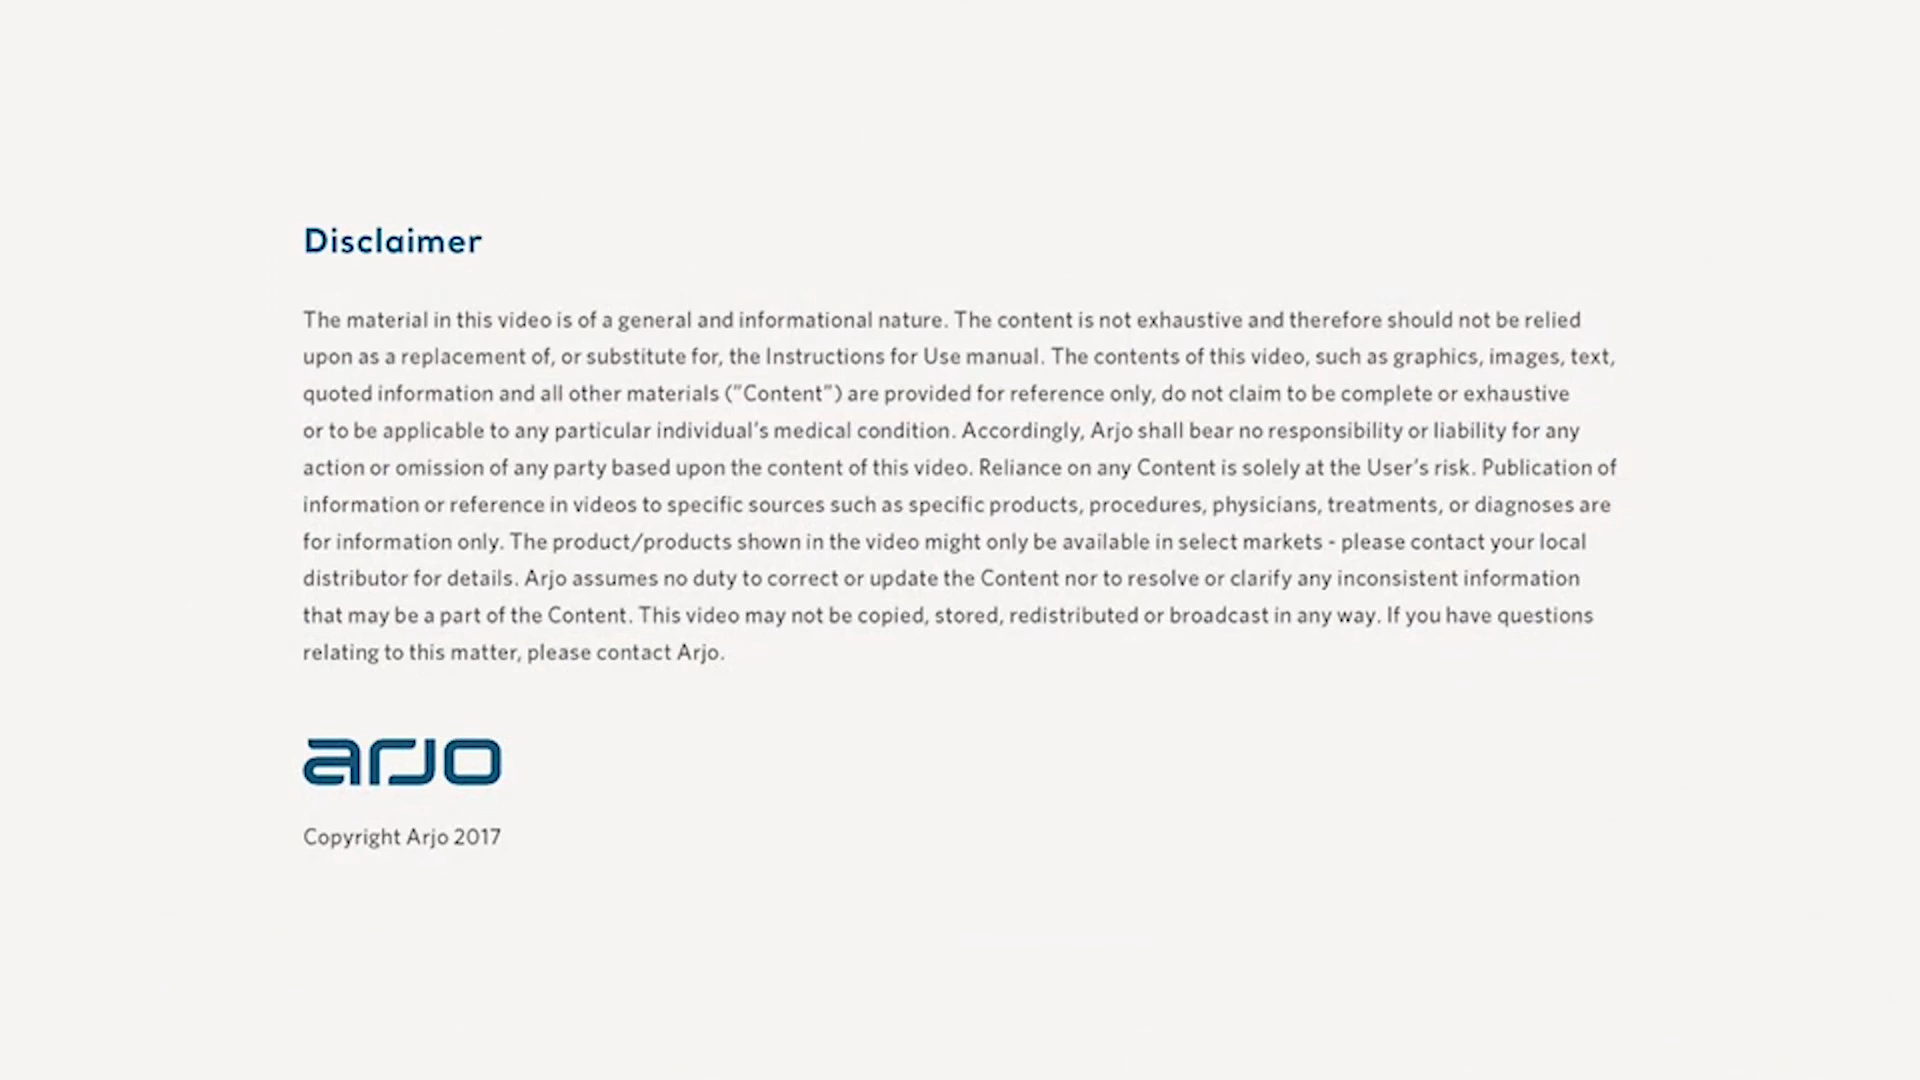 Disclaimer
The material in this video is of a general and informational nature. The content is not exhaustive and therefore should not be relied
upon as a replacement of, or substitute for, the Instructions for Use manual. The contents of this video, such as graphics, images, text,
quoted information and all other materials (“Content”) are provided for reference only, do not claim to be complete or exhaustive
or to be applicable to any particular individual’s medical condition. Accordingly, Arjo shall bear no responsibility or liability for any
action or omission of any party based upon the content of this video. Reliance on any Content is solely at the User’s risk. Publication of
information or reference in videos to specific sources such as specific products, procedures, physicians, treatments, or diagnoses are
for information only. The product/products shown in the video might only be available in select markets - please contact your local
distributor for details. Arjo assumes no duty to correct or update the Content nor to resolve or clarify any inconsistent information
that may be a part of the Content. This video may not be copied, stored, redistributed or broadcast in any way. If you have questions
relating to this matter, please contact Arjo.
arjo
Copyright Arjo 2017